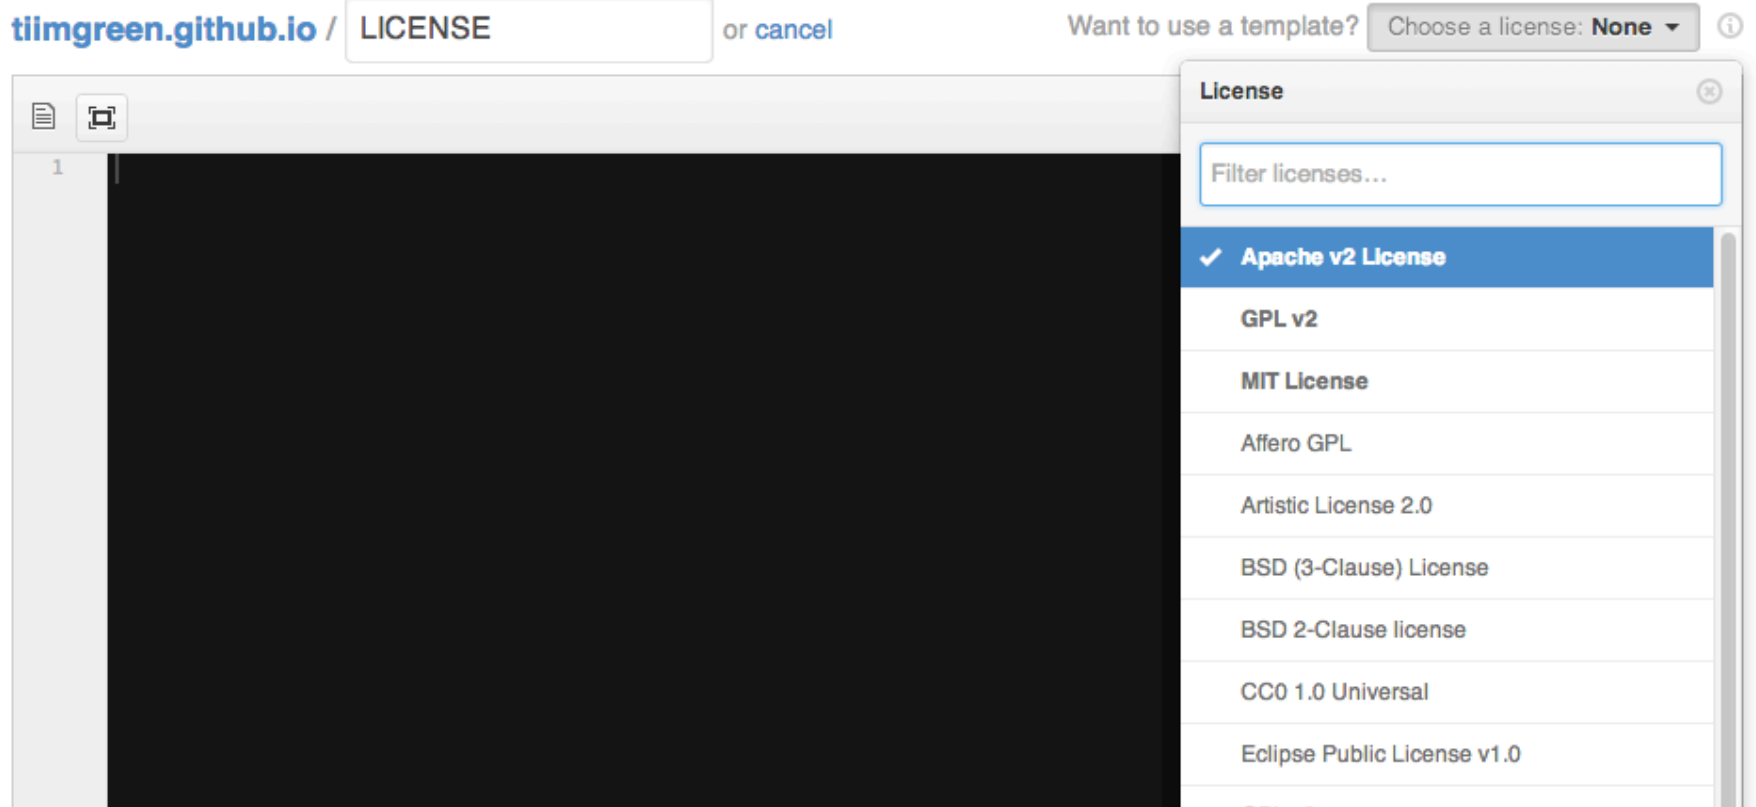 tiimgreen.github.io / LICENSE or cancel Want to use a template? Choose a license: None
License
Filter licenses...
1
Apache v2 License
GPL v2
MIT License
Affero GPL
Artistic License 2.0
BSD (3-Clause) License
BSD 2-Clause license
CC0 1.0 Universal
Eclipse Public License v1.0